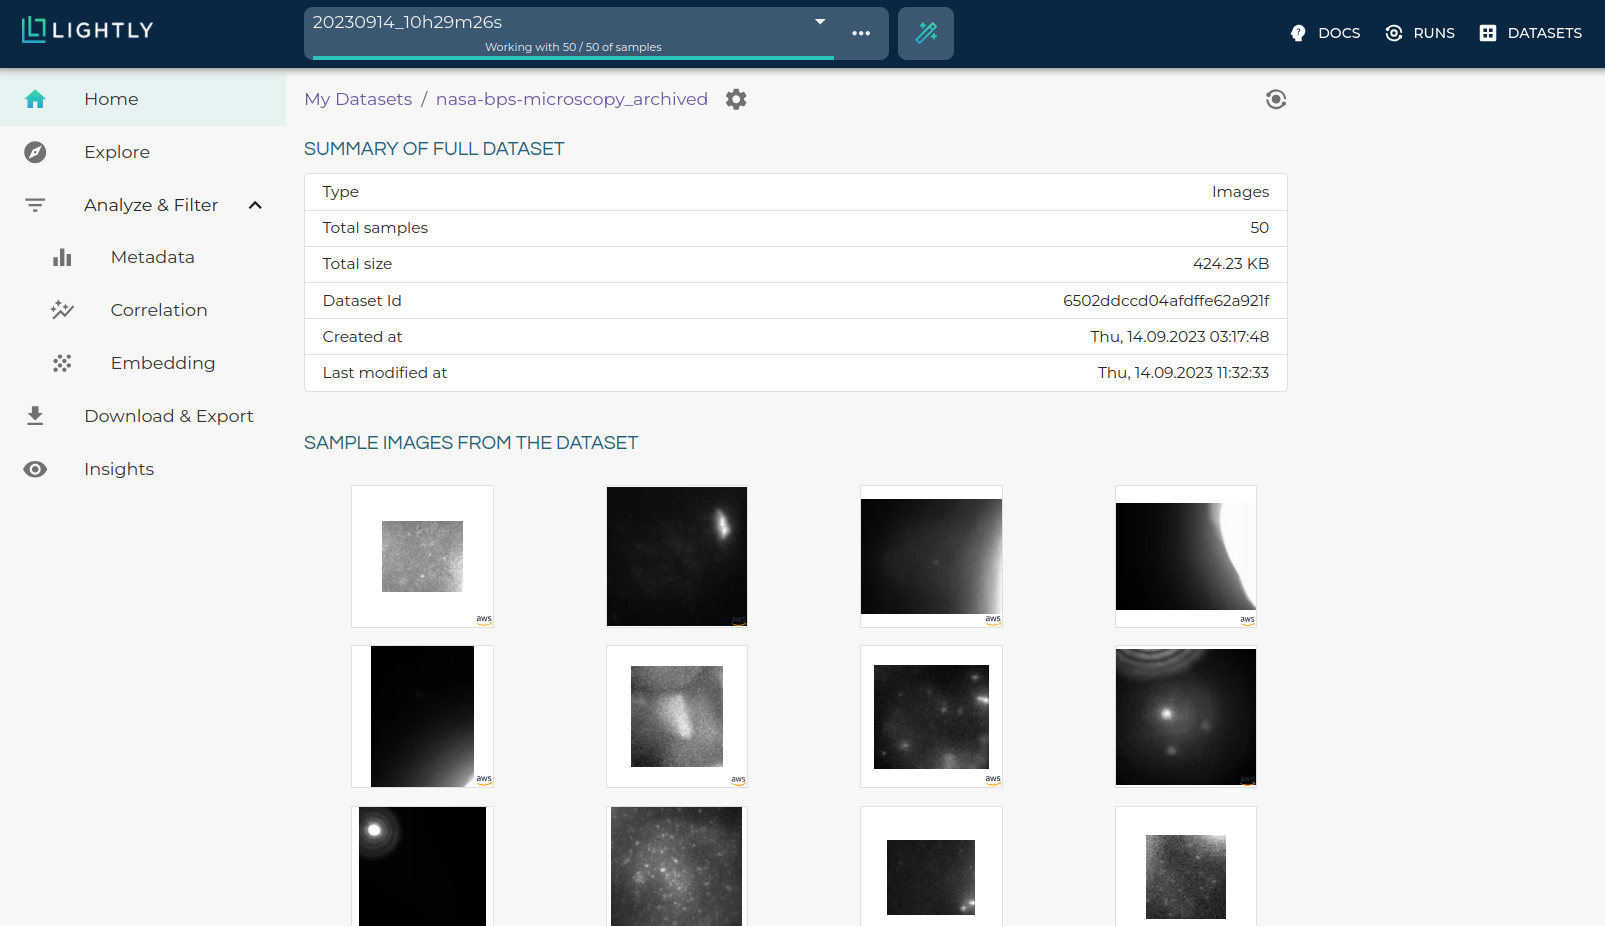 LIGHTLY
20230914_10h29m26s
Working with 50 / 50 of samples
DOCS
RUNS
DATASETS
Home
Explore
Analyze & Filter
Metadata
Correlation
Embedding
Download & Export
Insights
My Datasets / nasa-bps-microscopy_archived
SUMMARY OF FULL DATASET
Type Images
Total samples 50
Total size 424.23 KB
Dataset Id 6502ddccd04afdffe62a921f
Created at Thu, 14.09.2023 03:17:48
Last modified at Thu, 14.09.2023 11:32:33
SAMPLE IMAGES FROM THE DATASET
aws
aws
aws
aws
aws
aws
aws
aws